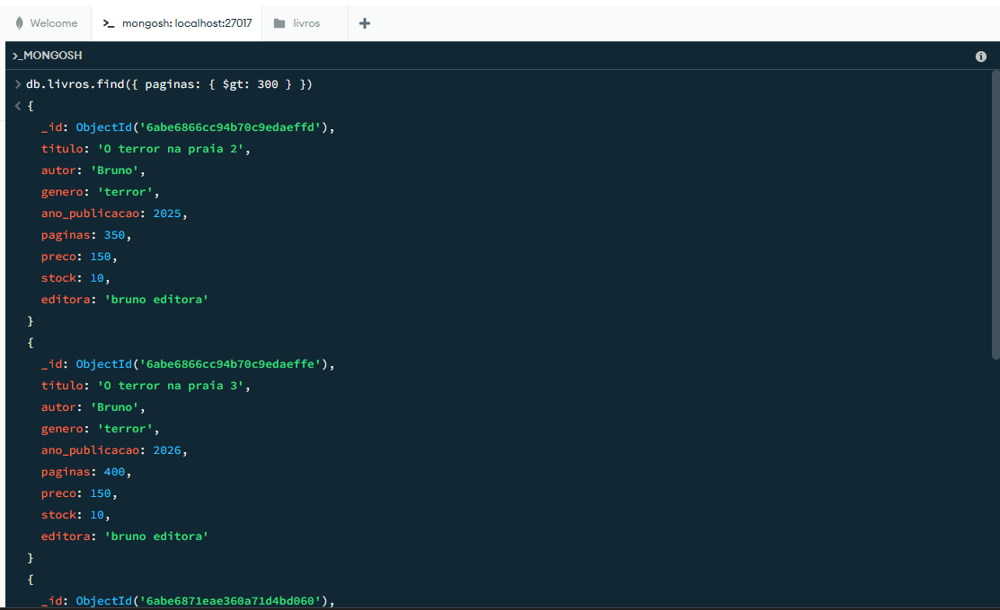 Welcome
>_ mongosh: localhost:27017
livros
+
>_MONGOSH
> db.livros.find({ paginas: { $gt: 300 } })
< {
_id: ObjectId('6abe6866cc94b70c9edaeffd'),
titulo: 'O terror na praia 2',
autor: 'Bruno',
genero: 'terror',
ano_publicacao: 2025,
paginas: 350,
preco: 150,
stock: 10,
editora: 'bruno editora'
}
{
_id: ObjectId('6abe6866cc94b70c9edaeffe'),
titulo: 'O terror na praia 3',
autor: 'Bruno',
genero: 'terror',
ano_publicacao: 2026,
paginas: 400,
preco: 150,
stock: 10,
editora: 'bruno editora'
}
{
_id: ObjectId('6abe6871eae360a71d4bd060'),